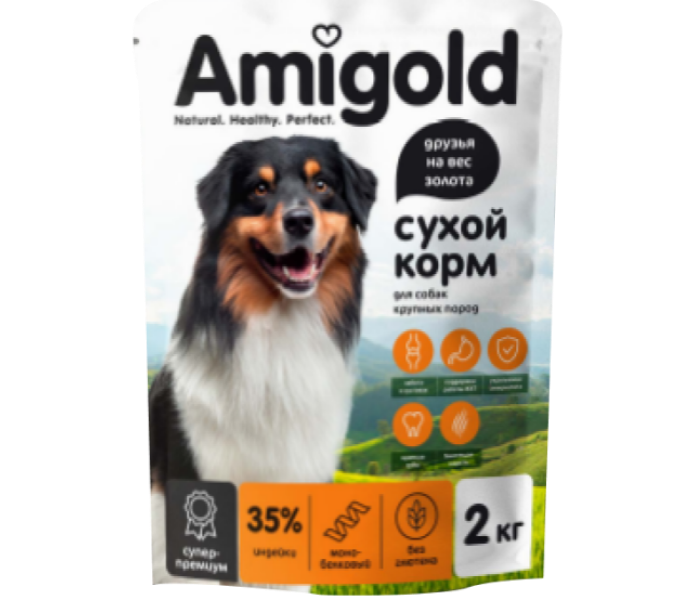 Amigold
Natural. Healthy. Perfect.
друзья
на вес
золота
сухой
корм
для собак
крупных пород
супер-
премиум
35%
индейки
моно-
белковый
без
глютена
2 кг